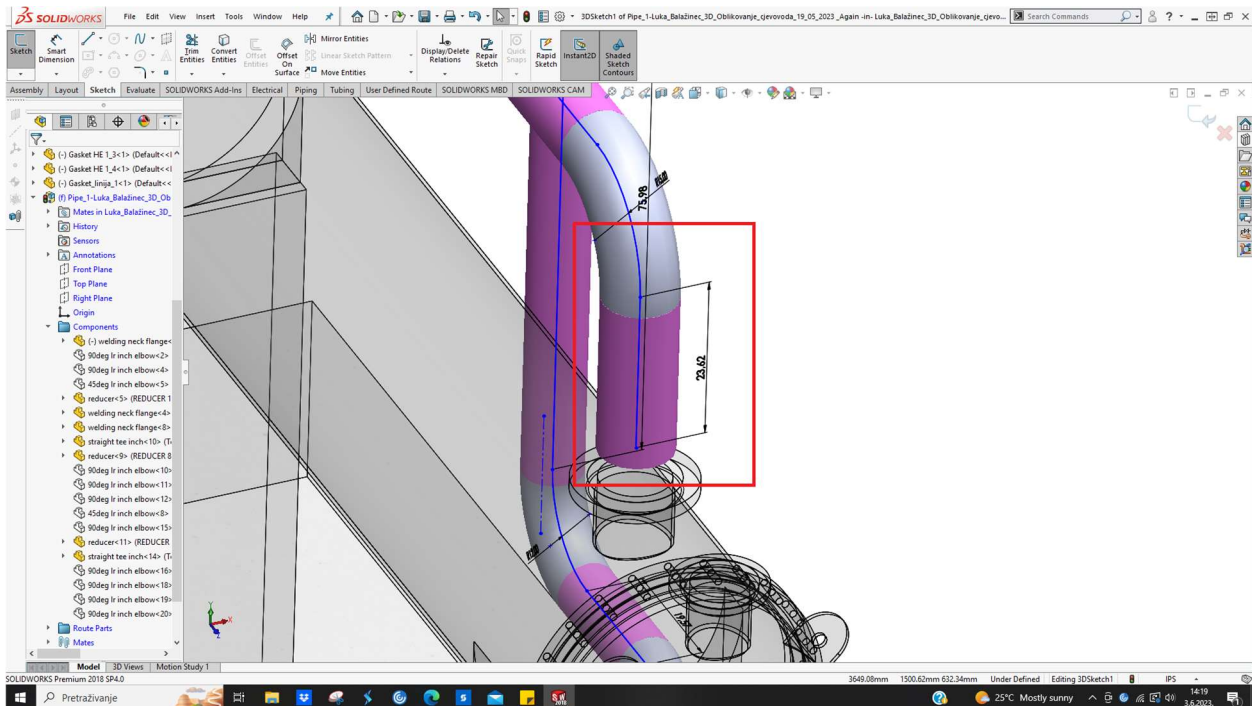 SOLIDWORKS File Edit View Insert Tools Window Help 3DSketch1 of Pipe_1-Luka_Balažinec_3D_Oblikovanje_cjevovoda_19_05_2023 _Again -in- Luka_Balažinec_3D_Oblikovanje_cjevo... Search Commands
Sketch Smart Dimension Trim Entities Convert Entities Offset Entities Offset On Surface Mirror Entities Linear Sketch Pattern Move Entities Display/Delete Relations Repair Sketch Quick Snaps Rapid Sketch Instant2D Shaded Sketch Contours
Assembly Layout Sketch Evaluate SOLIDWORKS Add-Ins Electrical Piping Tubing User Defined Route SOLIDWORKS MBD SOLIDWORKS CAM
(-) Gasket HE 1_3<1> (Default<<
(-) Gasket HE 1_4<1> (Default<<
(-) Gasket_linija_1<1> (Default<<
(f) Pipe_1-Luka_Balažinec_3D_Ob
Mates in Luka_Balažinec_3D_
History
Sensors
Annotations
Front Plane
Top Plane
Right Plane
Origin
Components
(-) welding neck flange<
90deg lr inch elbow<2>
90deg lr inch elbow<4>
45deg lr inch elbow<5>
reducer<5> (REDUCER 1
welding neck flange<4>
welding neck flange<8>
straight tee inch<10> (T
reducer<9> (REDUCER 8
90deg lr inch elbow<10>
90deg lr inch elbow<11>
90deg lr inch elbow<12>
45deg lr inch elbow<8>
90deg lr inch elbow<15>
reducer<11> (REDUCER
straight tee inch<14> (T
90deg lr inch elbow<16>
90deg lr inch elbow<18>
90deg lr inch elbow<19>
90deg lr inch elbow<20>
Route Parts
Mates
75,98
23,62
Model 3D Views Motion Study 1
SOLIDWORKS Premium 2018 SP4.0 3649.08mm 1500.62mm 632.34mm Under Defined Editing 3DSketch1 IPS
Pretraživanje 25°C Mostly sunny 14:19
3.6.2023.